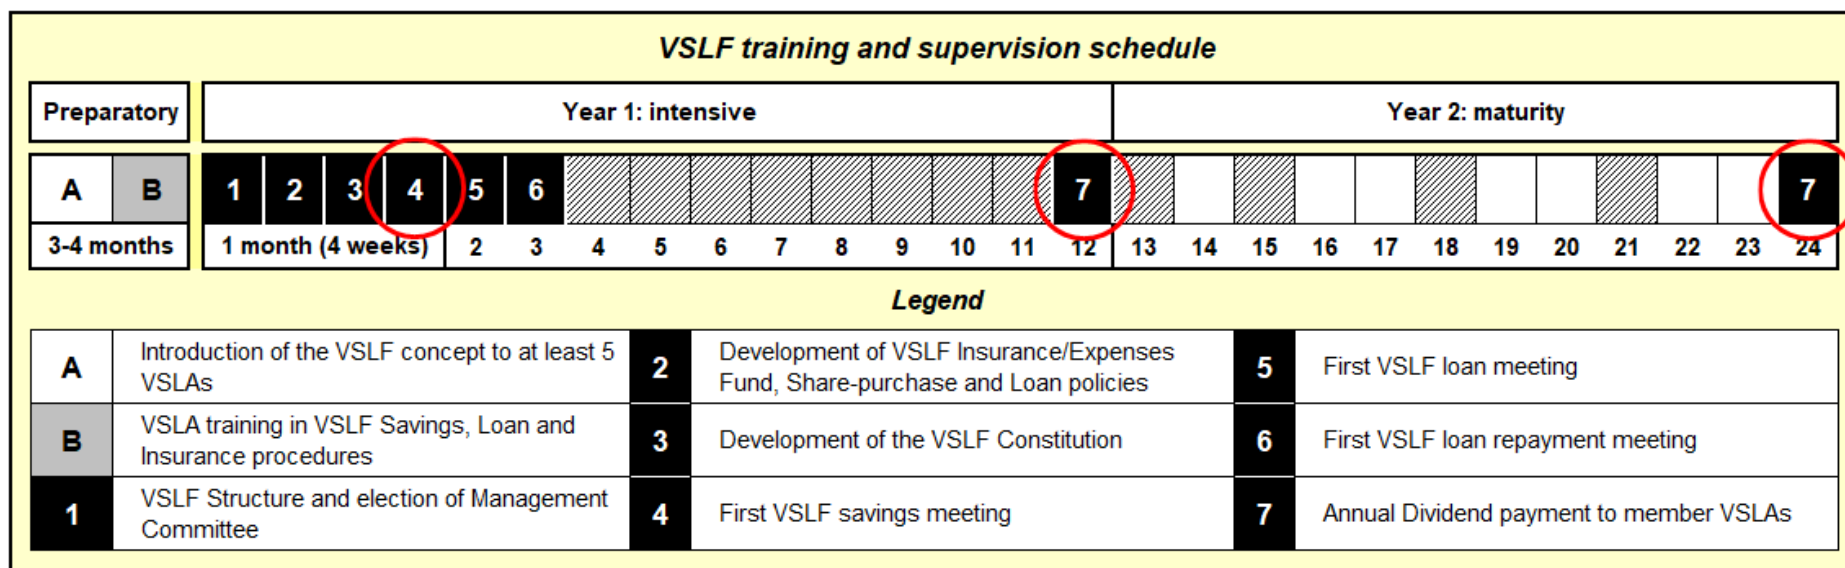 VSLF training and supervision schedule
Preparatory
Year 1: intensive
Year 2: maturity
A B 1 2 3 4 5 6 7 7
3-4 months 1 month (4 weeks) 2 3 4 5 6 7 8 9 10 11 12 13 14 15 16 17 18 19 20 21 22 23 24
Legend
A
Introduction of the VSLF concept to at least 5
VSLAs
2
Development of VSLF Insurance/Expenses
Fund, Share-purchase and Loan policies
5
First VSLF loan meeting
B
VSLA training in VSLF Savings, Loan and
Insurance procedures
3
Development of the VSLF Constitution
6
First VSLF loan repayment meeting
1
VSLF Structure and election of Management
Committee
4
First VSLF savings meeting
7
Annual Dividend payment to member VSLAs